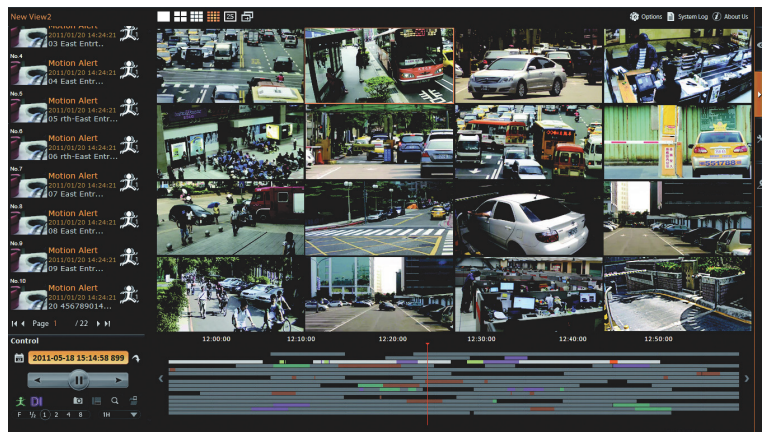 New View2
25
Options
System Log
About Us
Motion Alert
2011/01/20 14:24:21
03 East Entrt...
No.4
Motion Alert
2011/01/20 14:24:21
04 East Entr...
No.5
Motion Alert
2011/01/20 14:24:21
05 rth-East Entr...
No.6
Motion Alert
2011/01/20 14:24:21
06 rth-East Entr...
No.7
Motion Alert
2011/01/20 14:24:21
07 East Entr...
No.8
Motion Alert
2011/01/20 14:24:21
08 East Entr...
No.9
Motion Alert
2011/01/20 14:24:21
09 East Entr...
No.10
Motion Alert
2011/01/20 14:24:21
20 456789014...
Page 1 / 22
Control
2011-05-18 15:14:58 899
DI
F 1/2 1 2 4 8 1H
12:00:00 12:10:00 12:20:00 12:30:00 12:40:00 12:50:00
551788